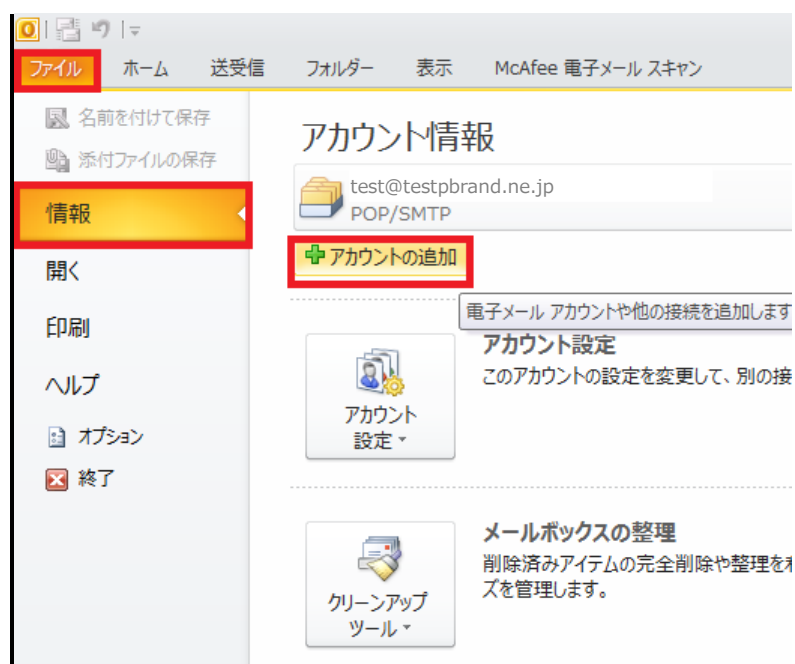 ファイル ホーム 送受信 フォルダー 表示 McAfee 電子メール スキャン
名前を付けて保存
添付ファイルの保存
情報
開く
印刷
ヘルプ
オプション
終了
アカウント情報
test@testpbrand.ne.jp
POP/SMTP
アカウントの追加
電子メール アカウントや他の接続を追加します
アカウント
設定
アカウント設定
このアカウントの設定を変更して、別の接
クリーンアップ
ツール
メールボックスの整理
削除済みアイテムの完全削除や整理を
ズを管理します。